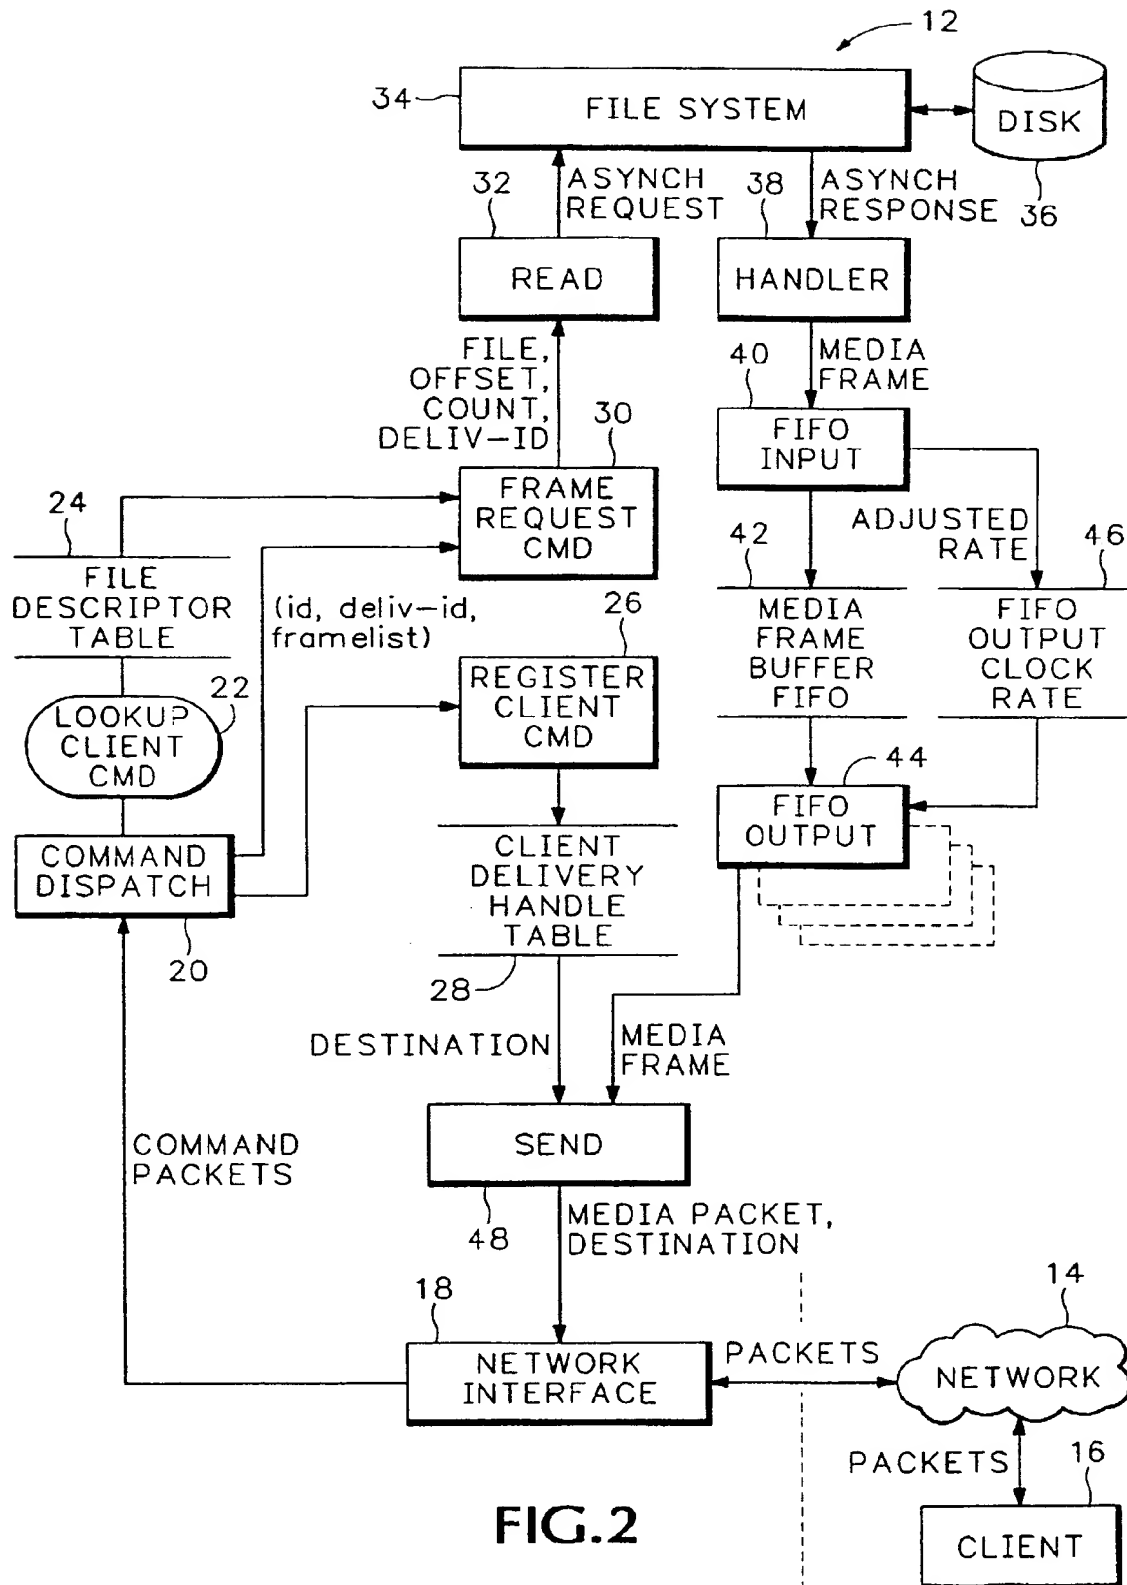 12
34
FILE SYSTEM
DISK
36
32
ASYNCH
REQUEST
38
ASYNCH
RESPONSE
READ
HANDLER
FILE,
OFFSET,
COUNT,
DELIV-ID
30
40
MEDIA
FRAME
FIFO
INPUT
24
FRAME
REQUEST
CMD
42
ADJUSTED
RATE
46
FILE
DESCRIPTOR
TABLE
(id, deliv-id,
framelist)
26
MEDIA
FRAME
BUFFER
FIFO
FIFO
OUTPUT
CLOCK
RATE
22
LOOKUP
CLIENT
CMD
REGISTER
CLIENT
CMD
44
FIFO
OUTPUT
COMMAND
DISPATCH
20
CLIENT
DELIVERY
HANDLE
TABLE
28
DESTINATION
MEDIA
FRAME
COMMAND
PACKETS
SEND
48
MEDIA PACKET,
DESTINATION
18
NETWORK
INTERFACE
PACKETS
14
NETWORK
PACKETS
16
CLIENT
FIG.2